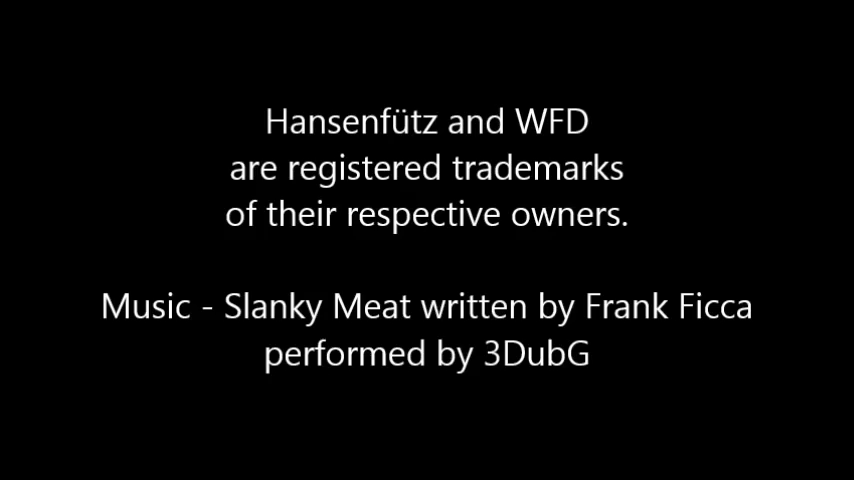 Hansenfütz and WFD
are registered trademarks
of their respective owners.
Music - Slanky Meat written by Frank Ficca
performed by 3DubG